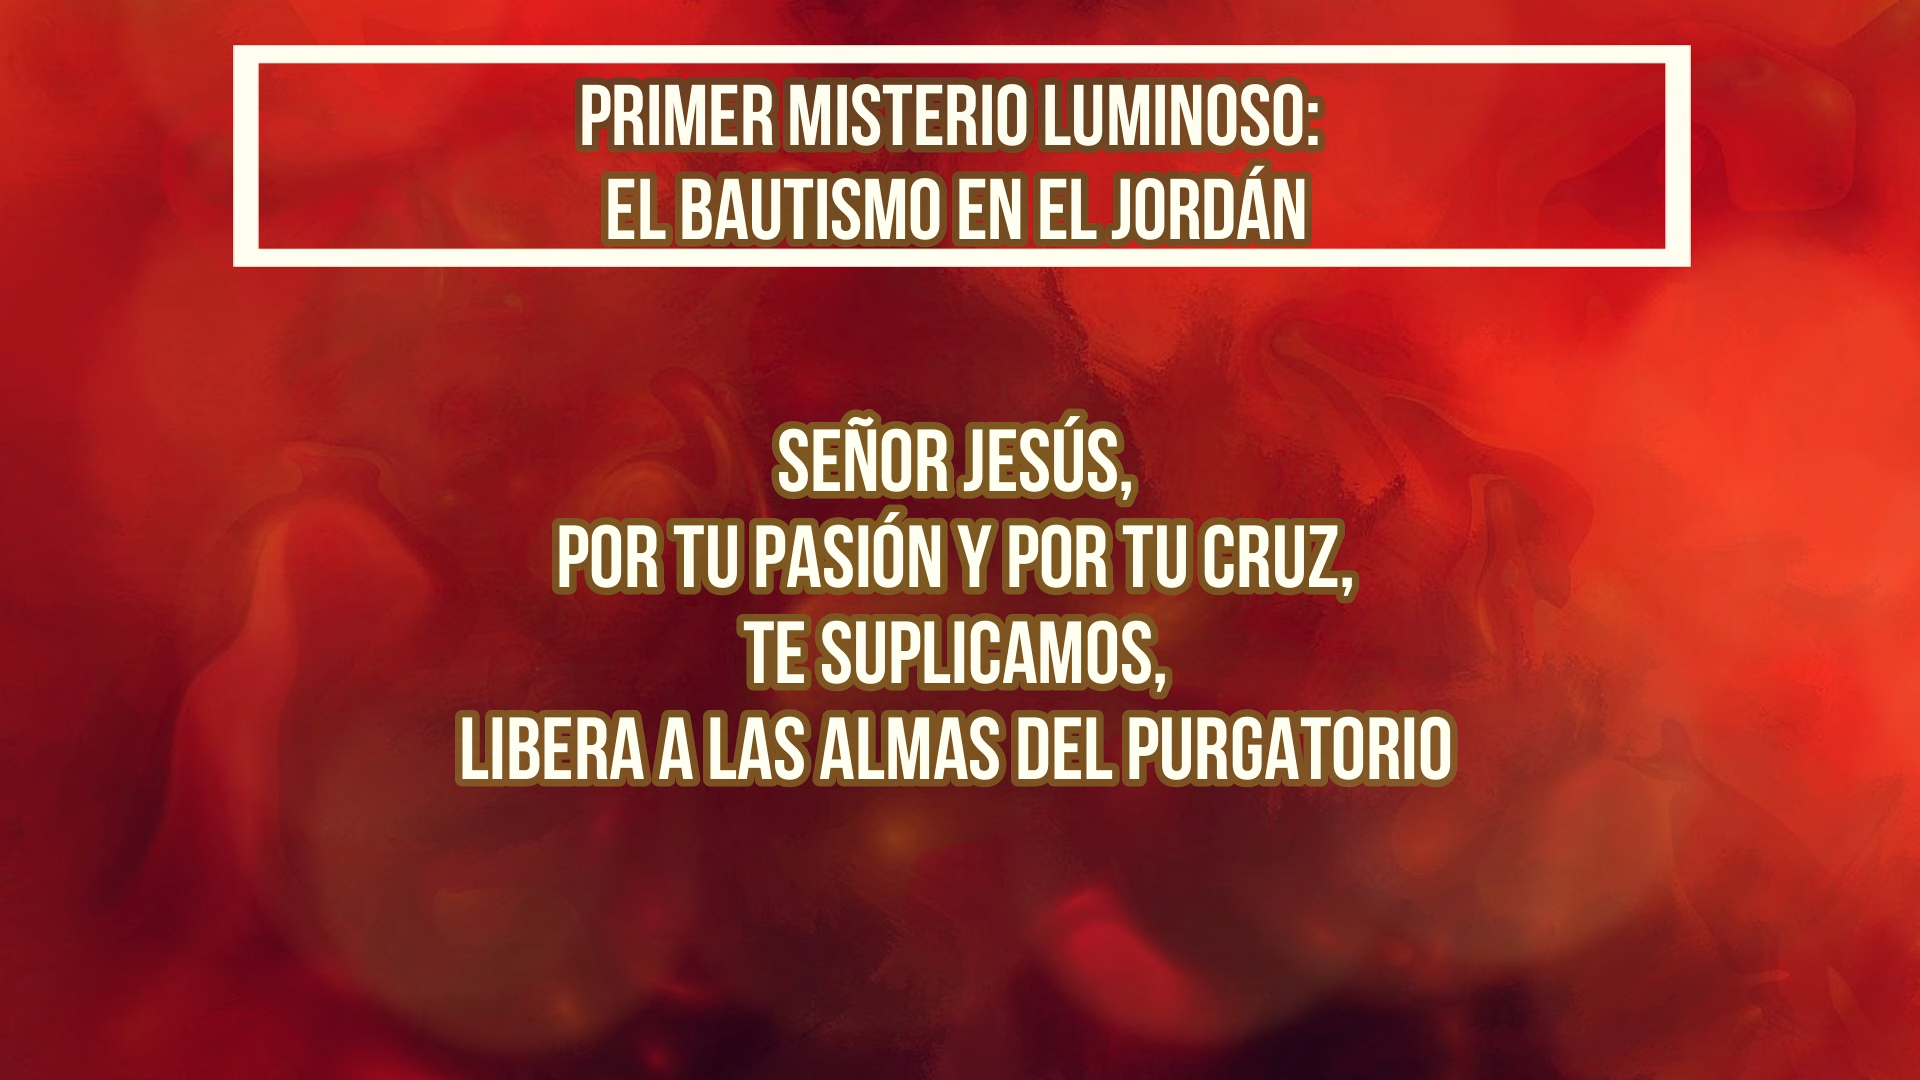 PRIMER MISTERIO LUMINOSO:
EL BAUTISMO EN EL JORDÁN
SEÑOR JESÚS,
POR TU PASIÓN Y POR TU CRUZ,
TE SUPLICAMOS,
LIBERA A LAS ALMAS DEL PURGATORIO